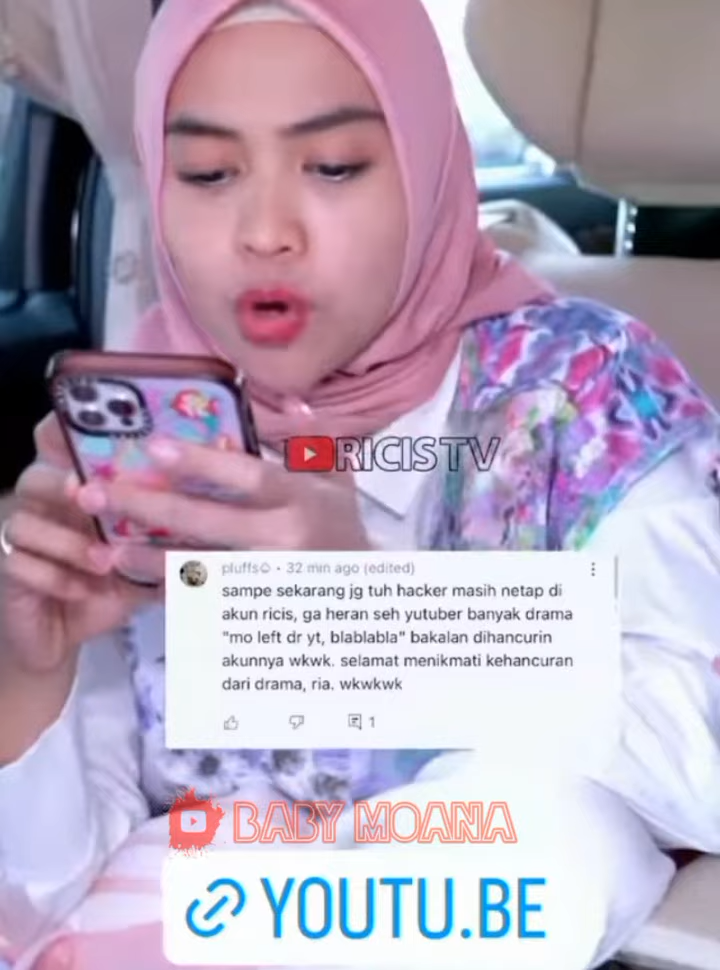 RICISTV
pluffs☺ • 32 min ago (edited)
sampe sekarang jg tuh hacker masih netap di
akun ricis, ga heran seh yutuber banyak drama
"mo left dr yt, blablabla" bakalan dihancurin
akunnya wkwk. selamat menikmati kehancuran
dari drama, ria. wkwkwk
1
BABY MOANA
YOUTU.BE